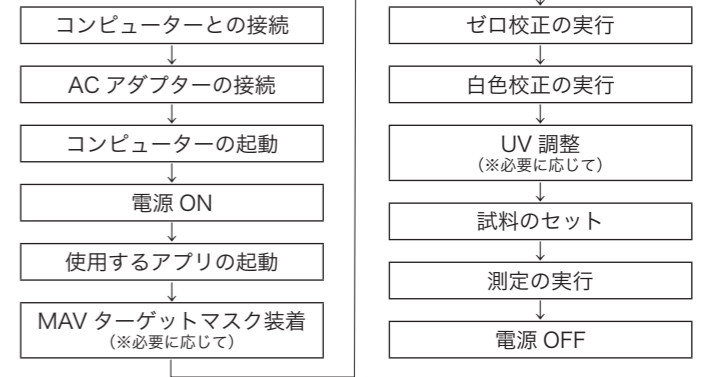 コンピューターとの接続
AC アダプターの接続
コンピューターの起動
電源 ON
使用するアプリの起動
MAV ターゲットマスク装着
(※必要に応じて)
ゼロ校正の実行
白色校正の実行
UV 調整
(※必要に応じて)
試料のセット
測定の実行
電源 OFF